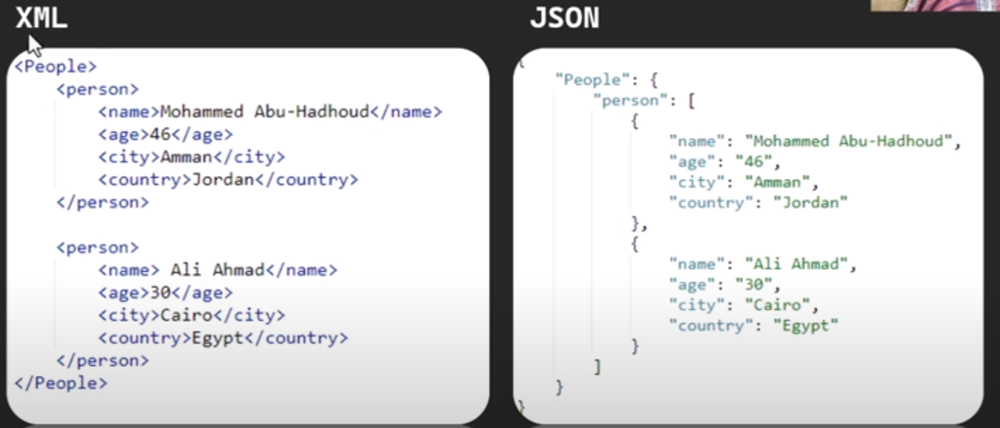 XML
<People>
<person>
<name>Mohammed Abu-Hadhoud</name>
<age>46</age>
<city>Amman</city>
<country>Jordan</country>
</person>
<person>
<name> Ali Ahmad</name>
<age>30</age>
<city>Cairo</city>
<country>Egypt</country>
</person>
</People>
JSON
{
"People": {
"person": [
{
"name": "Mohammed Abu-Hadhoud",
"age": "46",
"city": "Amman",
"country": "Jordan"
},
{
"name": "Ali Ahmad",
"age": "30",
"city": "Cairo",
"country": "Egypt"
}
]
}
}